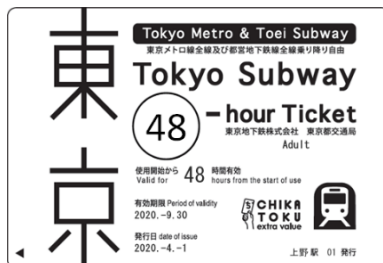 東京
Tokyo Metro & Toei Subway
東京メトロ線全線及び都営地下鉄線全線乗り降り自由
Tokyo Subway
48-hour Ticket
東京地下鉄株式会社 東京都交通局
Adult
使用開始から 48 時間有効
Valid for hours from the start of use
有効期限 Period of validity
2020.-9.30
発行日 date of issue
2020.-4.-1
CHIKA
TOKU
extra value
上野駅 01 発行